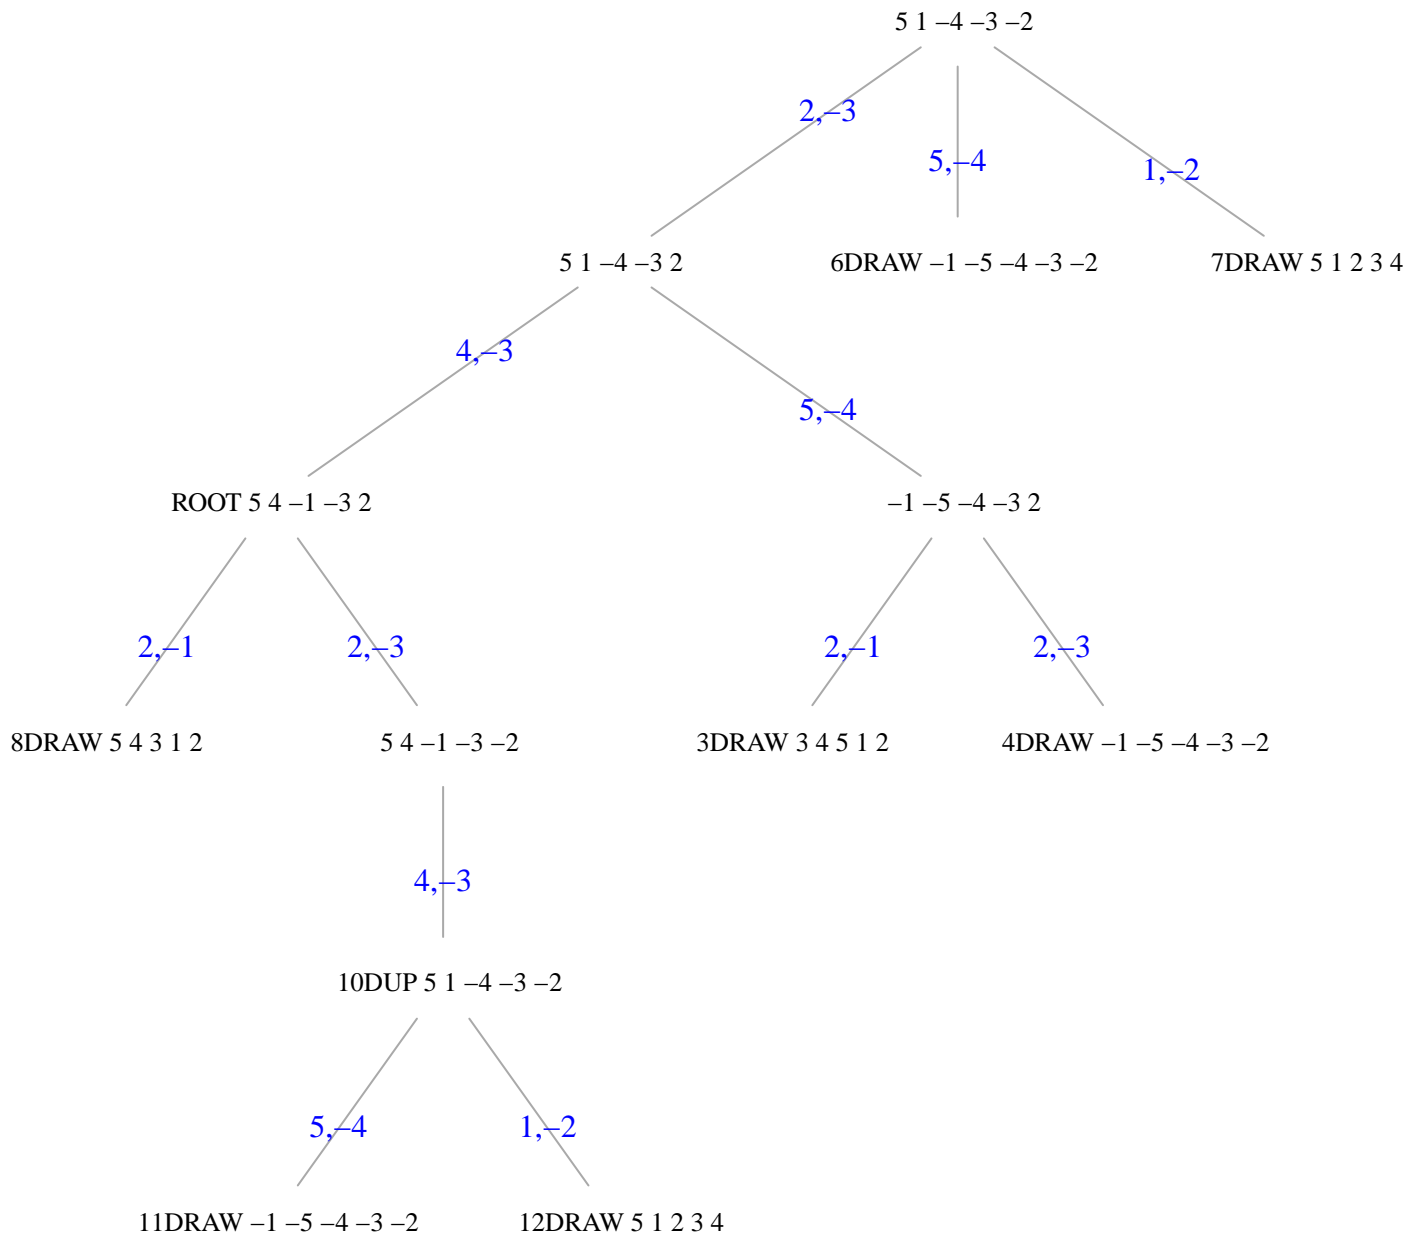 5 1 –4 –3 –2
2,–3
5,–4
1,–2
5 1 –4 –3 2
6DRAW –1 –5 –4 –3 –2
7DRAW 5 1 2 3 4
4,–3
5,–4
ROOT 5 4 –1 –3 2
–1 –5 –4 –3 2
2,–1
2,–3
2,–1
2,–3
8DRAW 5 4 3 1 2
5 4 –1 –3 –2
3DRAW 3 4 5 1 2
4DRAW –1 –5 –4 –3 –2
4,–3
10DUP 5 1 –4 –3 –2
5,–4
1,–2
11DRAW –1 –5 –4 –3 –2
12DRAW 5 1 2 3 4